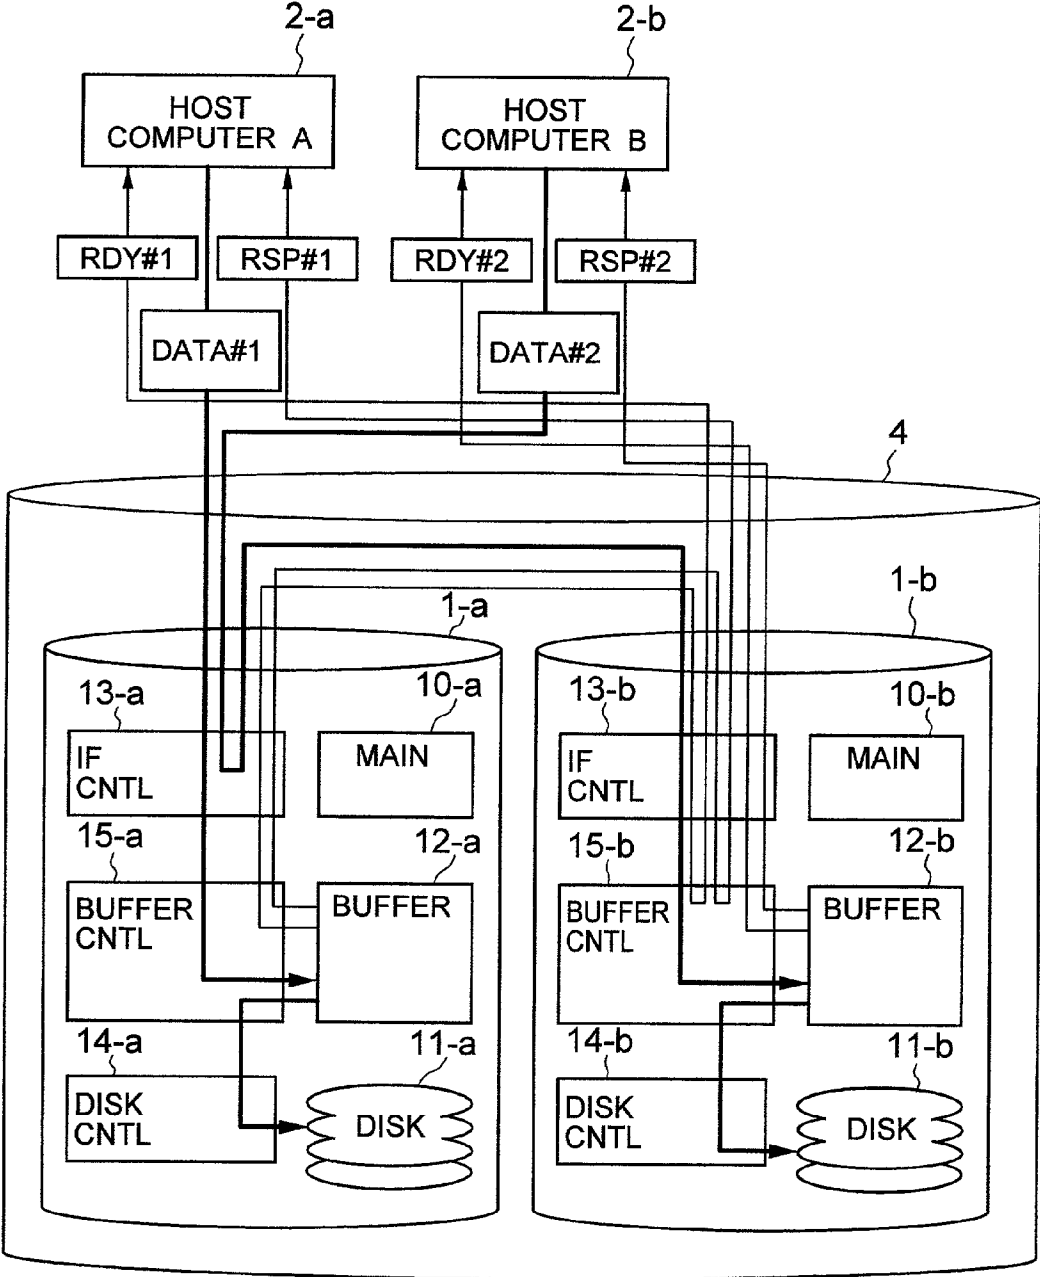 2-a
2-b
HOST
COMPUTER A
HOST
COMPUTER B
RDY#1
RSP#1
RDY#2
RSP#2
DATA#1
DATA#2
4
1-a
1-b
13-a
10-a
13-b
10-b
IF
CNTL
MAIN
IF
CNTL
MAIN
15-a
12-a
15-b
12-b
BUFFER
CNTL
BUFFER
BUFFER
CNTL
BUFFER
14-a
11-a
14-b
11-b
DISK
CNTL
DISK
DISK
CNTL
DISK